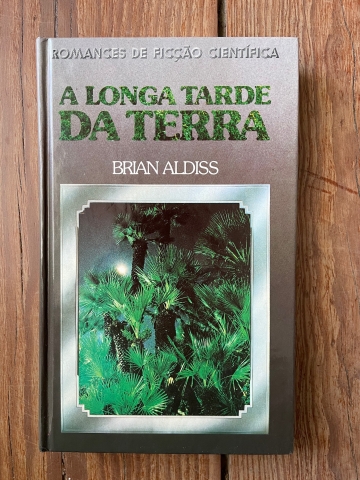 ROMANCES DE FICÇÃO CIENTÍFICA
A LONGA TARDE
DA TERRA
BRIAN ALDISS